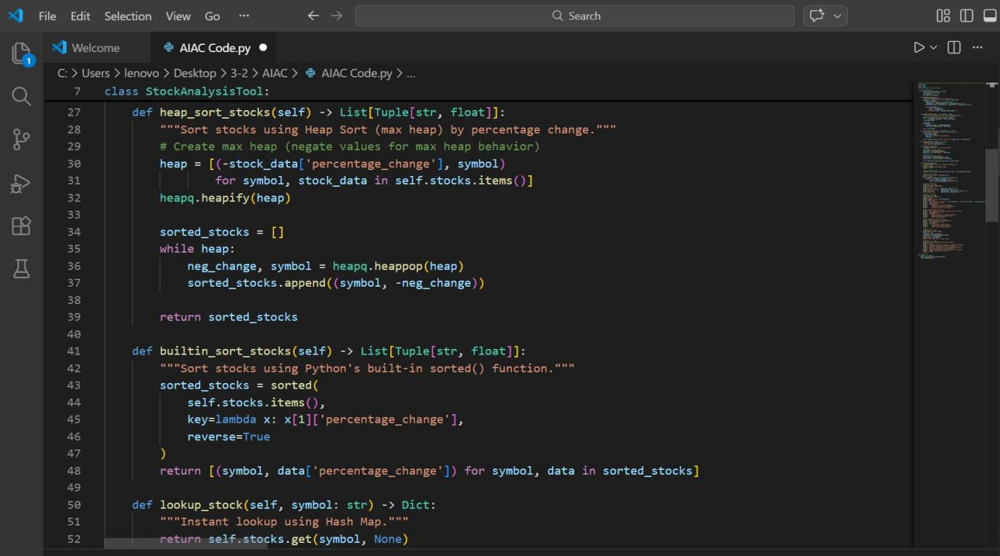 File Edit Selection View Go ··· Search
1
Welcome AIAC Code.py
C: > Users > lenovo > Desktop > 3-2 > AIAC > AIAC Code.py > ...
7 class StockAnalysisTool:
27 def heap_sort_stocks(self) -> List[Tuple[str, float]]:
28 """Sort stocks using Heap Sort (max heap) by percentage change."""
29 # Create max heap (negate values for max heap behavior)
30 heap = [(-stock_data['percentage_change'], symbol)
31 for symbol, stock_data in self.stocks.items()]
32 heapq.heapify(heap)
33
34 sorted_stocks = []
35 while heap:
36 neg_change, symbol = heapq.heappop(heap)
37 sorted_stocks.append((symbol, -neg_change))
38
39 return sorted_stocks
40
41 def builtin_sort_stocks(self) -> List[Tuple[str, float]]:
42 """Sort stocks using Python's built-in sorted() function."""
43 sorted_stocks = sorted(
44 self.stocks.items(),
45 key=lambda x: x[1]['percentage_change'],
46 reverse=True
47 )
48 return [(symbol, data['percentage_change']) for symbol, data in sorted_stocks]
49
50 def lookup_stock(self, symbol: str) -> Dict:
51 """Instant lookup using Hash Map."""
52 return self.stocks.get(symbol, None)